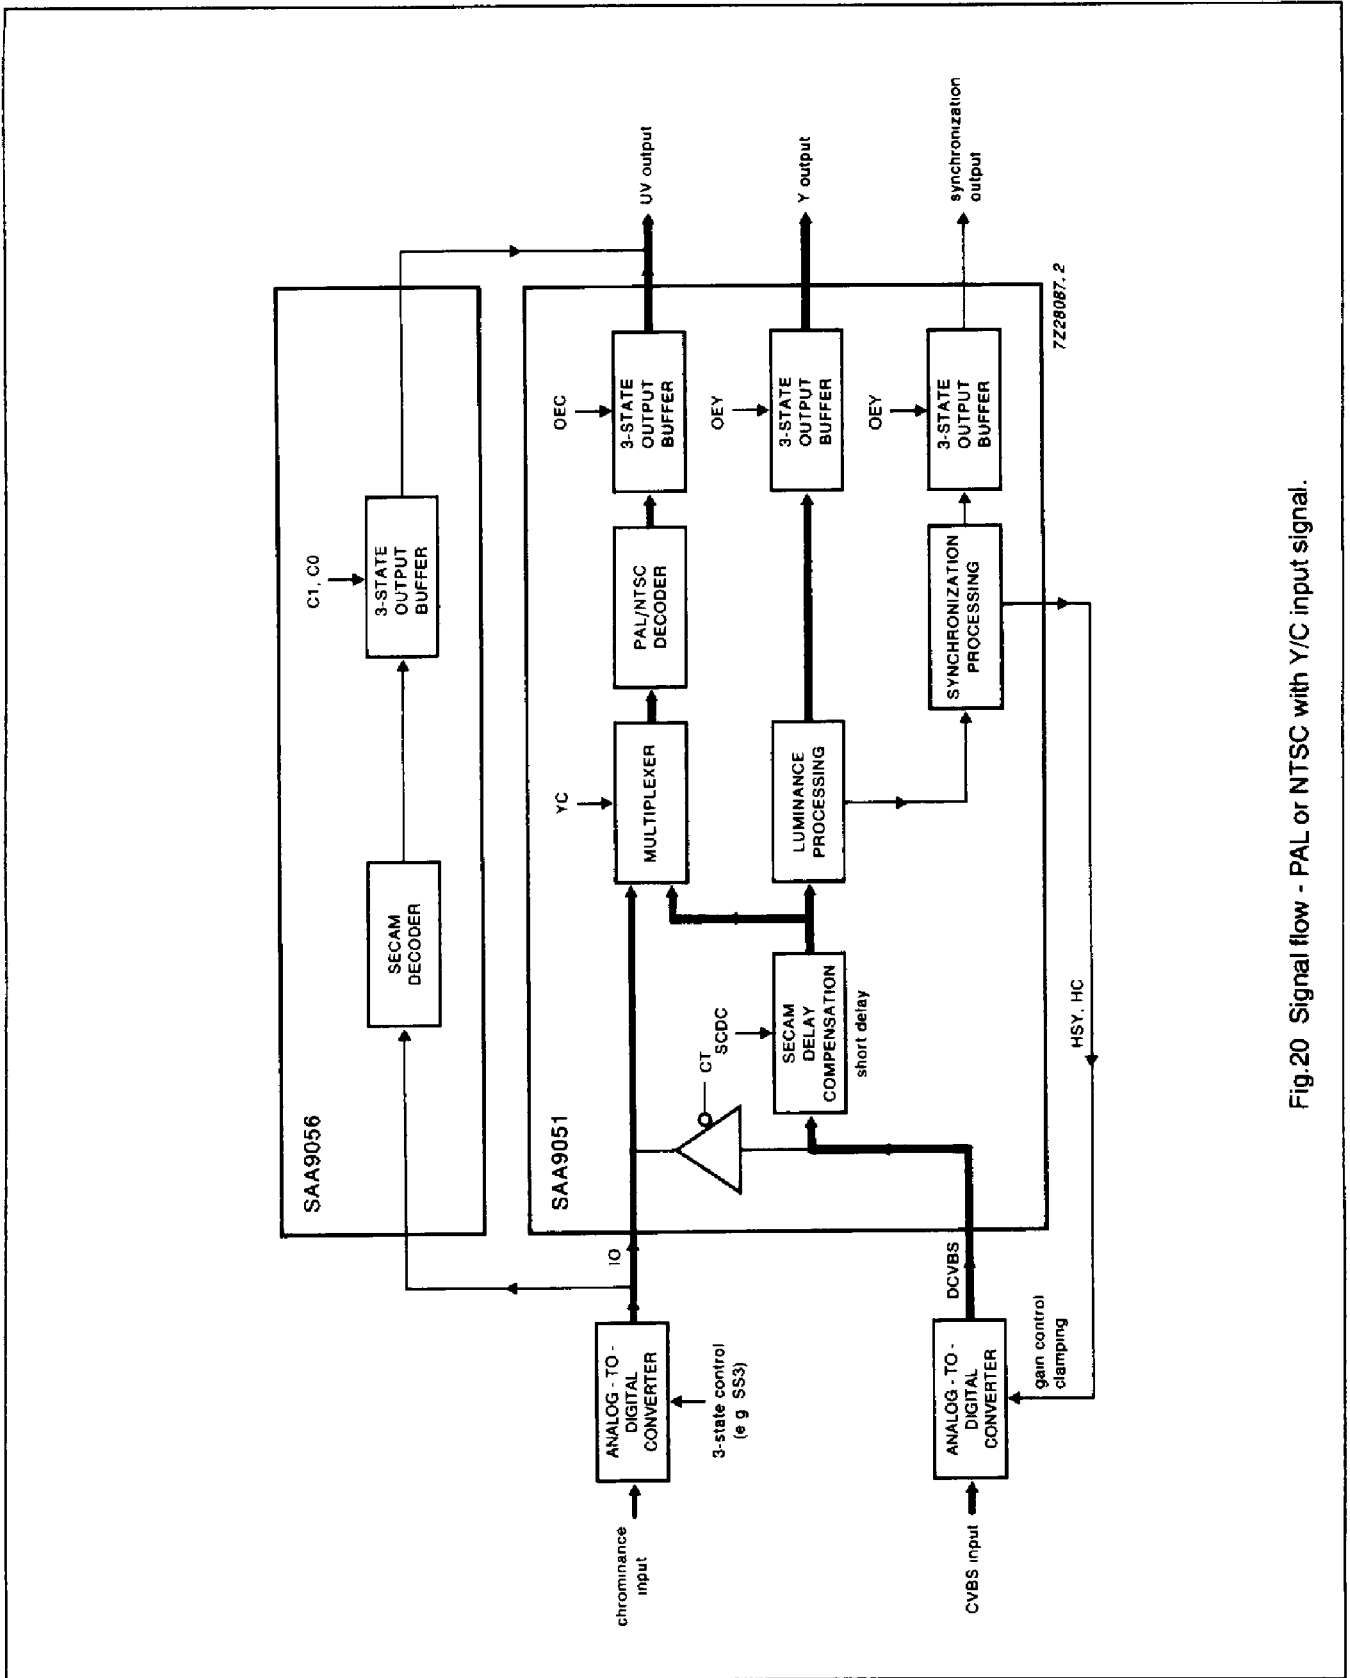 SAA9056
SECAM
DECODER
C1, C0
3-STATE
OUTPUT
BUFFER
SAA9051
chrominance
input
ANALOG - TO -
DIGITAL
CONVERTER
3-state control
(e g SS3)
IO
YC
MULTIPLEXER
PAL/NTSC
DECODER
OEC
3-STATE
OUTPUT
BUFFER
UV output
CT
SCDC
SECAM
DELAY
COMPENSATION
short delay
LUMINANCE
PROCESSING
OEY
3-STATE
OUTPUT
BUFFER
Y output
CVBS input
ANALOG - TO -
DIGITAL
CONVERTER
DCVBS
gain control
clamping
SYNCHRONIZATION
PROCESSING
OEY
3-STATE
OUTPUT
BUFFER
synchronization
output
HSY, HC
7Z28087.2
Fig.20 Signal flow - PAL or NTSC with Y/C input signal.